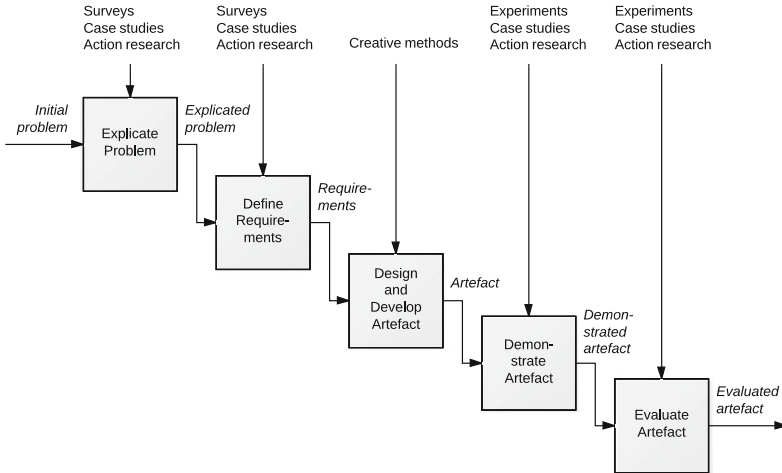 Surveys
Case studies
Action research
Surveys
Case studies
Action research
Creative methods
Experiments
Case studies
Action research
Experiments
Case studies
Action research
Initial
problem
Explicate
Problem
Explicated
problem
Define
Require-
ments
Require-
ments
Design
and
Develop
Artefact
Artefact
Demon-
strate
Artefact
Demon-
strated
artefact
Evaluate
Artefact
Evaluated
artefact